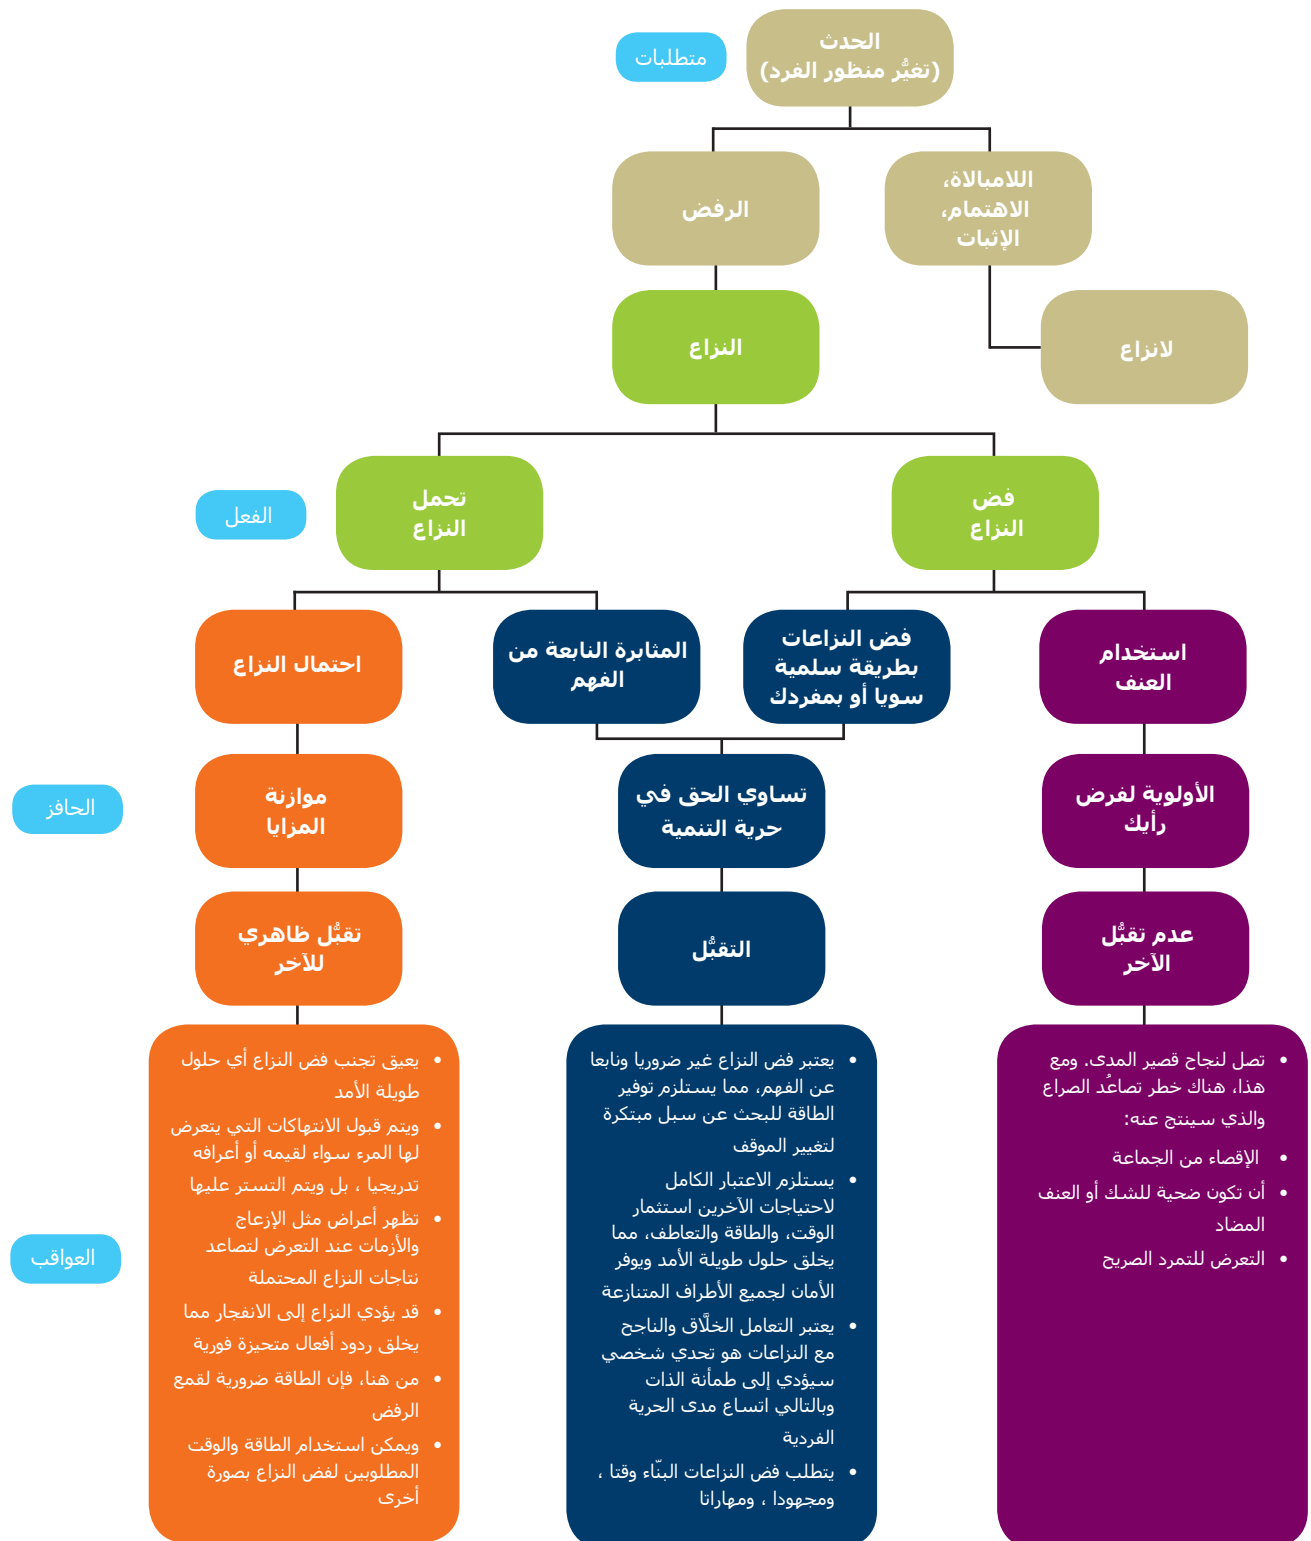 الحدث
(تغيُّر منظور الفرد)
متطلبات
اللامبالاة،
الاهتمام،
الإثبات
الرفض
لانزاع
النزاع
فض
النزاع
تحمل
النزاع
الفعل
استخدام
العنف
فض النزاعات
بطريقة سلمية
سويا أو بمفردك
المثابرة النابعة من
الفهم
احتمال النزاع
الأولوية لفرض
رأيك
تساوي الحق في
حرية التنمية
موازنة
المزايا
الحافز
عدم تقبُّل
الآخر
التقبُّل
تقبُّل ظاهري
للآخر
• تصل لنجاح قصير المدى. ومع
هذا، هناك خطر تصاعُد الصراع
والذي سينتج عنه:
• الإقصاء من الجماعة
• أن تكون ضحية للشك أو العنف
المضاد
• التعرض للتمرد الصريح
• يعتبر فض النزاع غير ضروريا ونابعا
عن الفهم، مما يستلزم توفير
الطاقة للبحث عن سبل مبتكرة
لتغيير الموقف
• يستلزم الاعتبار الكامل
لاحتياجات الآخرين استثمار
الوقت، والطاقة والتعاطف، مما
يخلق حلول طويلة الأمد ويوفر
الأمان لجميع الأطراف المتنازعة
• يعتبر التعامل الخلَّاق والناجح
مع النزاعات هو تحدي شخصي
سيؤدي إلى طمأنة الذات
وبالتالي اتساع مدى الحرية
الفردية
• يتطلب فض النزاعات البنّاء وقتا ،
ومجهودا ، ومهاراتا
• يعيق تجنب فض النزاع أي حلول
طويلة الأمد
• ويتم قبول الانتهاكات التي يتعرض
لها المرء سواء لقيمه أو أعرافه
تدريجيا ، بل ويتم التستر عليها
• تظهر أعراض مثل الإزعاج
والأزمات عند التعرض لتصاعد
نتاجات النزاع المحتملة
• قد يؤدي النزاع إلى الانفجار مما
يخلق ردود أفعال متحيزة فورية
• من هنا، فإن الطاقة ضرورية لقمع
الرفض
• ويمكن استخدام الطاقة والوقت
المطلوبين لفض النزاع بصورة
أخرى
العواقب